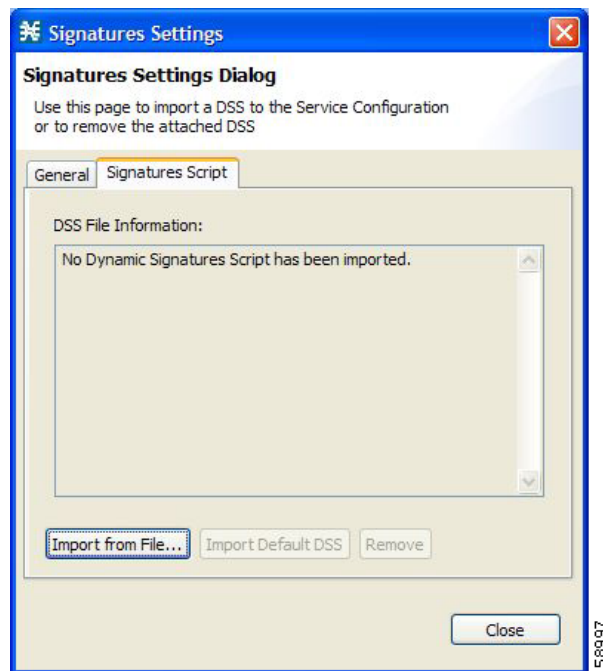 Signatures Settings
Signatures Settings Dialog
Use this page to import a DSS to the Service Configuration
or to remove the attached DSS
General
Signatures Script
DSS File Information:
No Dynamic Signatures Script has been imported.
Import from File...
Import Default DSS
Remove
Close
58997